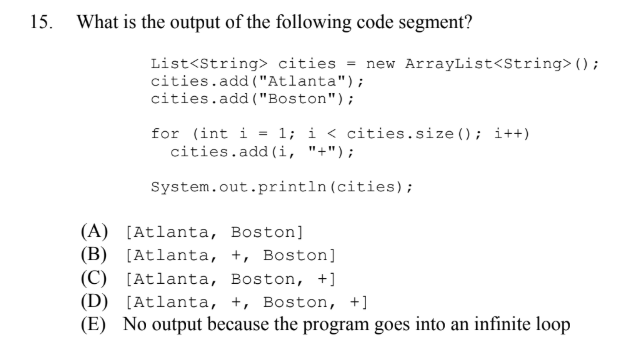 15. What is the output of the following code segment?
List<String> cities = new ArrayList<String>();
cities.add("Atlanta");
cities.add("Boston");
for (int i = 1; i < cities.size(); i++)
cities.add(i, "+");
System.out.println(cities);
(A) [Atlanta, Boston]
(B) [Atlanta, +, Boston]
(C) [Atlanta, Boston, +]
(D) [Atlanta, +, Boston, +]
(E) No output because the program goes into an infinite loop